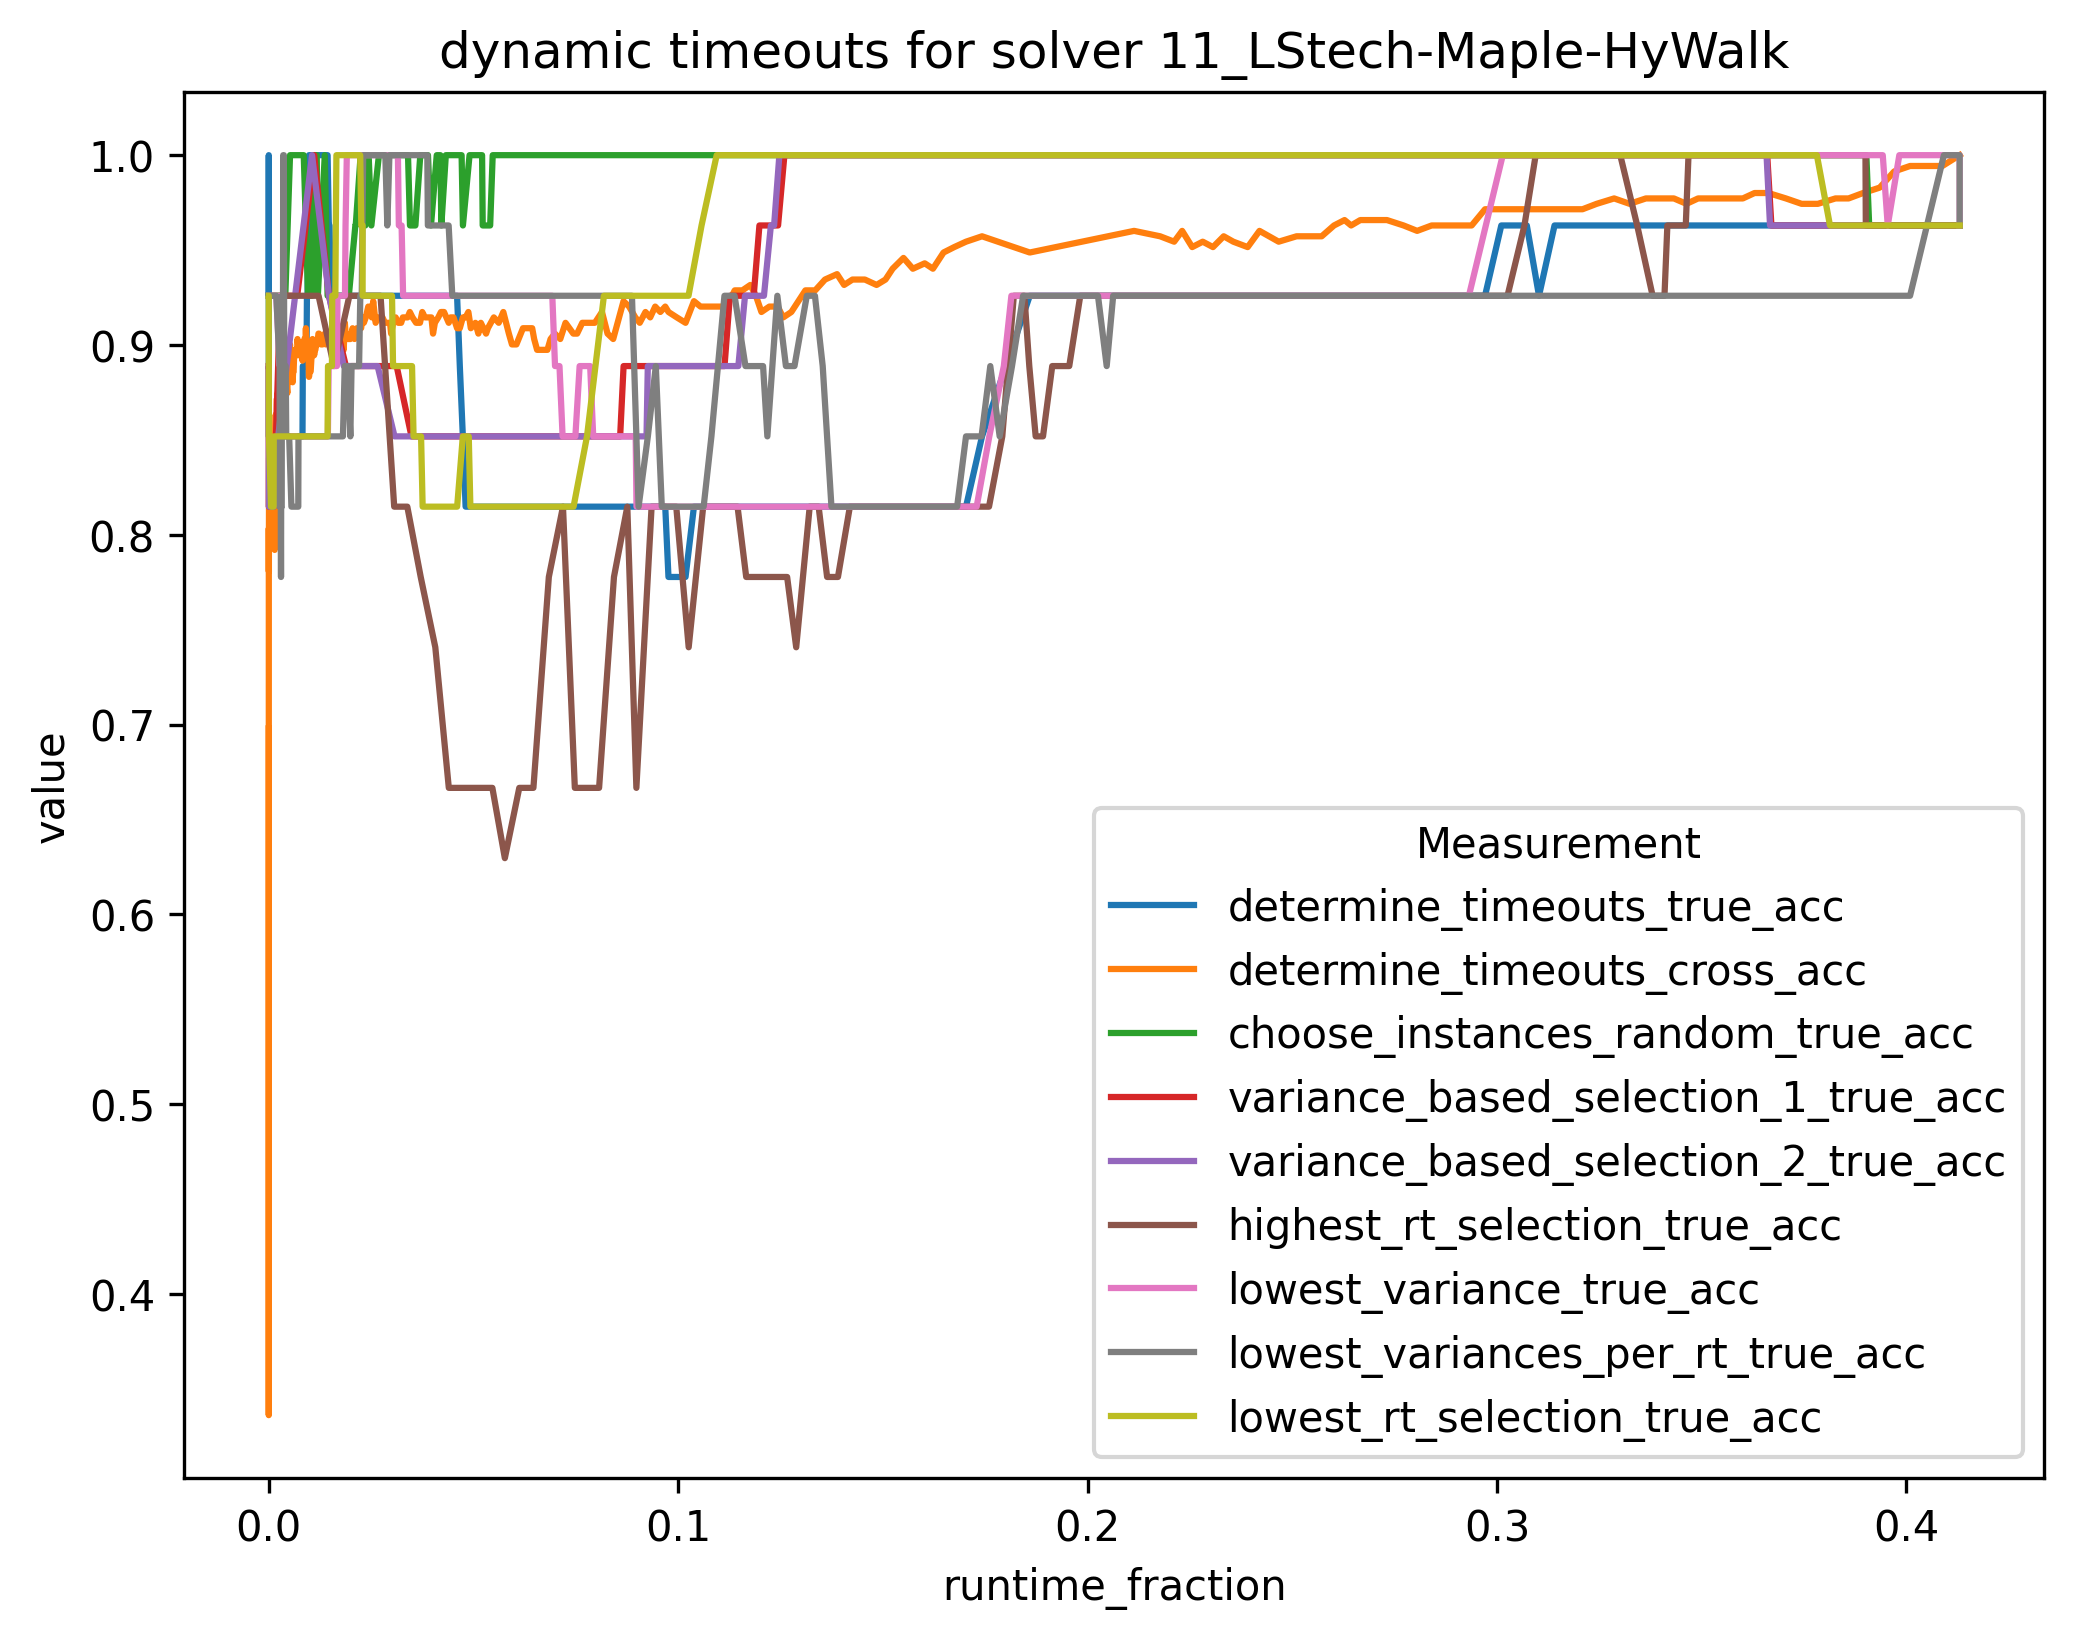 dynamic timeouts for solver 11_LStech-Maple-HyWalk
1.0
0.9
0.8
0.7
0.6
0.5
0.4
value
Measurement
determine_timeouts_true_acc
determine_timeouts_cross_acc
choose_instances_random_true_acc
variance_based_selection_1_true_acc
variance_based_selection_2_true_acc
highest_rt_selection_true_acc
lowest_variance_true_acc
lowest_variances_per_rt_true_acc
lowest_rt_selection_true_acc
0.0 0.1 0.2 0.3 0.4
runtime_fraction